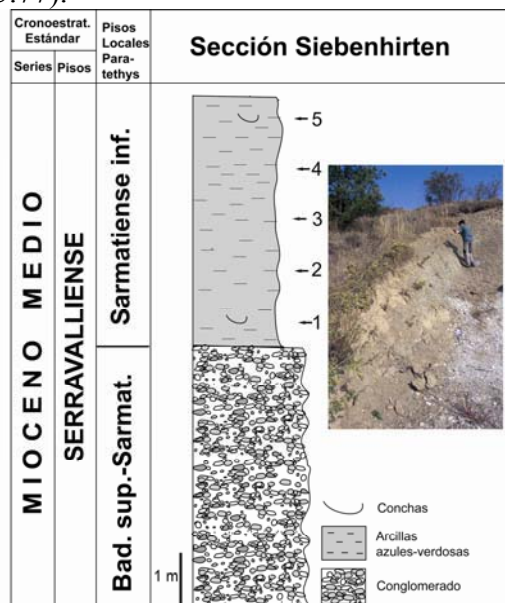 Cronoestrat.
Estándar
Series
Pisos
Pisos
Locales
Para-
tethys
Sección Siebenhirten
MIOCENO MEDIO
SERRAVALLIENSE
Sarmatiense inf.
Bad. sup.-Sarmat.
5
4
3
2
1
1 m
Conchas
Arcillas
azules-verdosas
Conglomerado